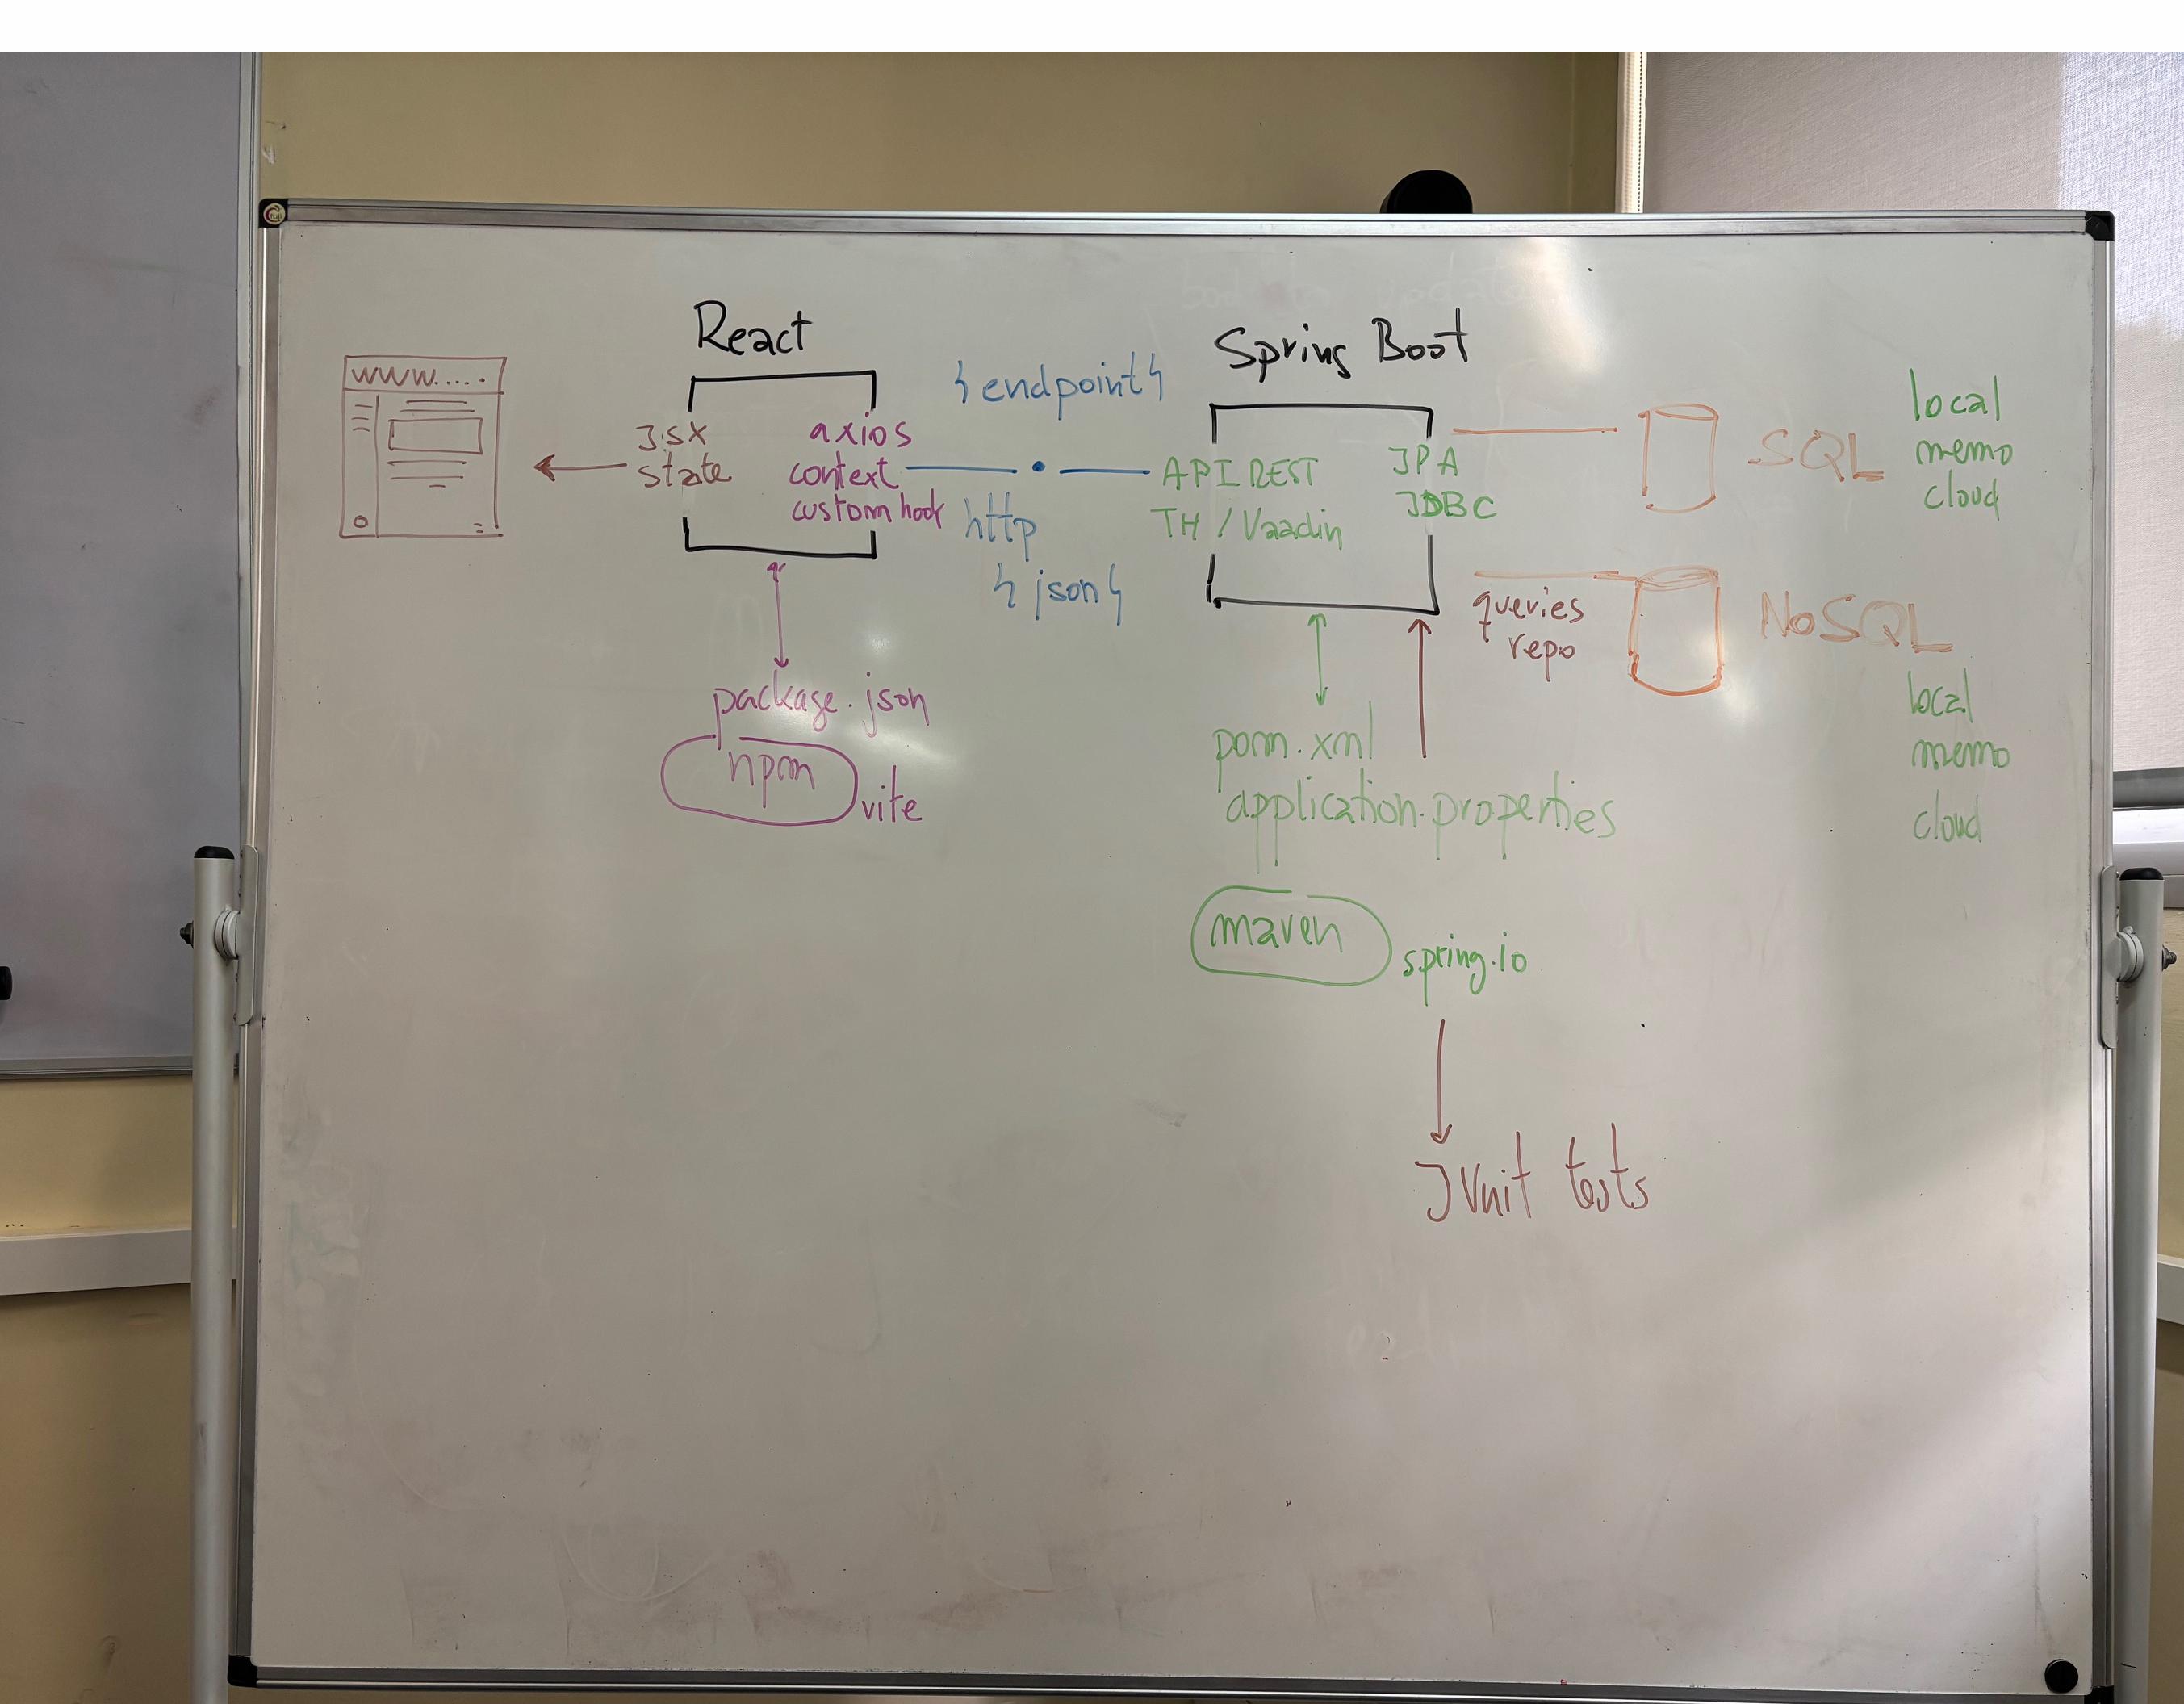 React
Spring Boot
www.....
JSX
state
axios
context
custom hook
{ endpoint }
http
{ json }
API REST
TH / Vaadin
JPA
JDBC
SQL
local
memo
cloud
queries
repo
NoSQL
local
memo
cloud
package.json
npm
vite
pom.xml
application.properties
maven
spring.io
JUnit tests